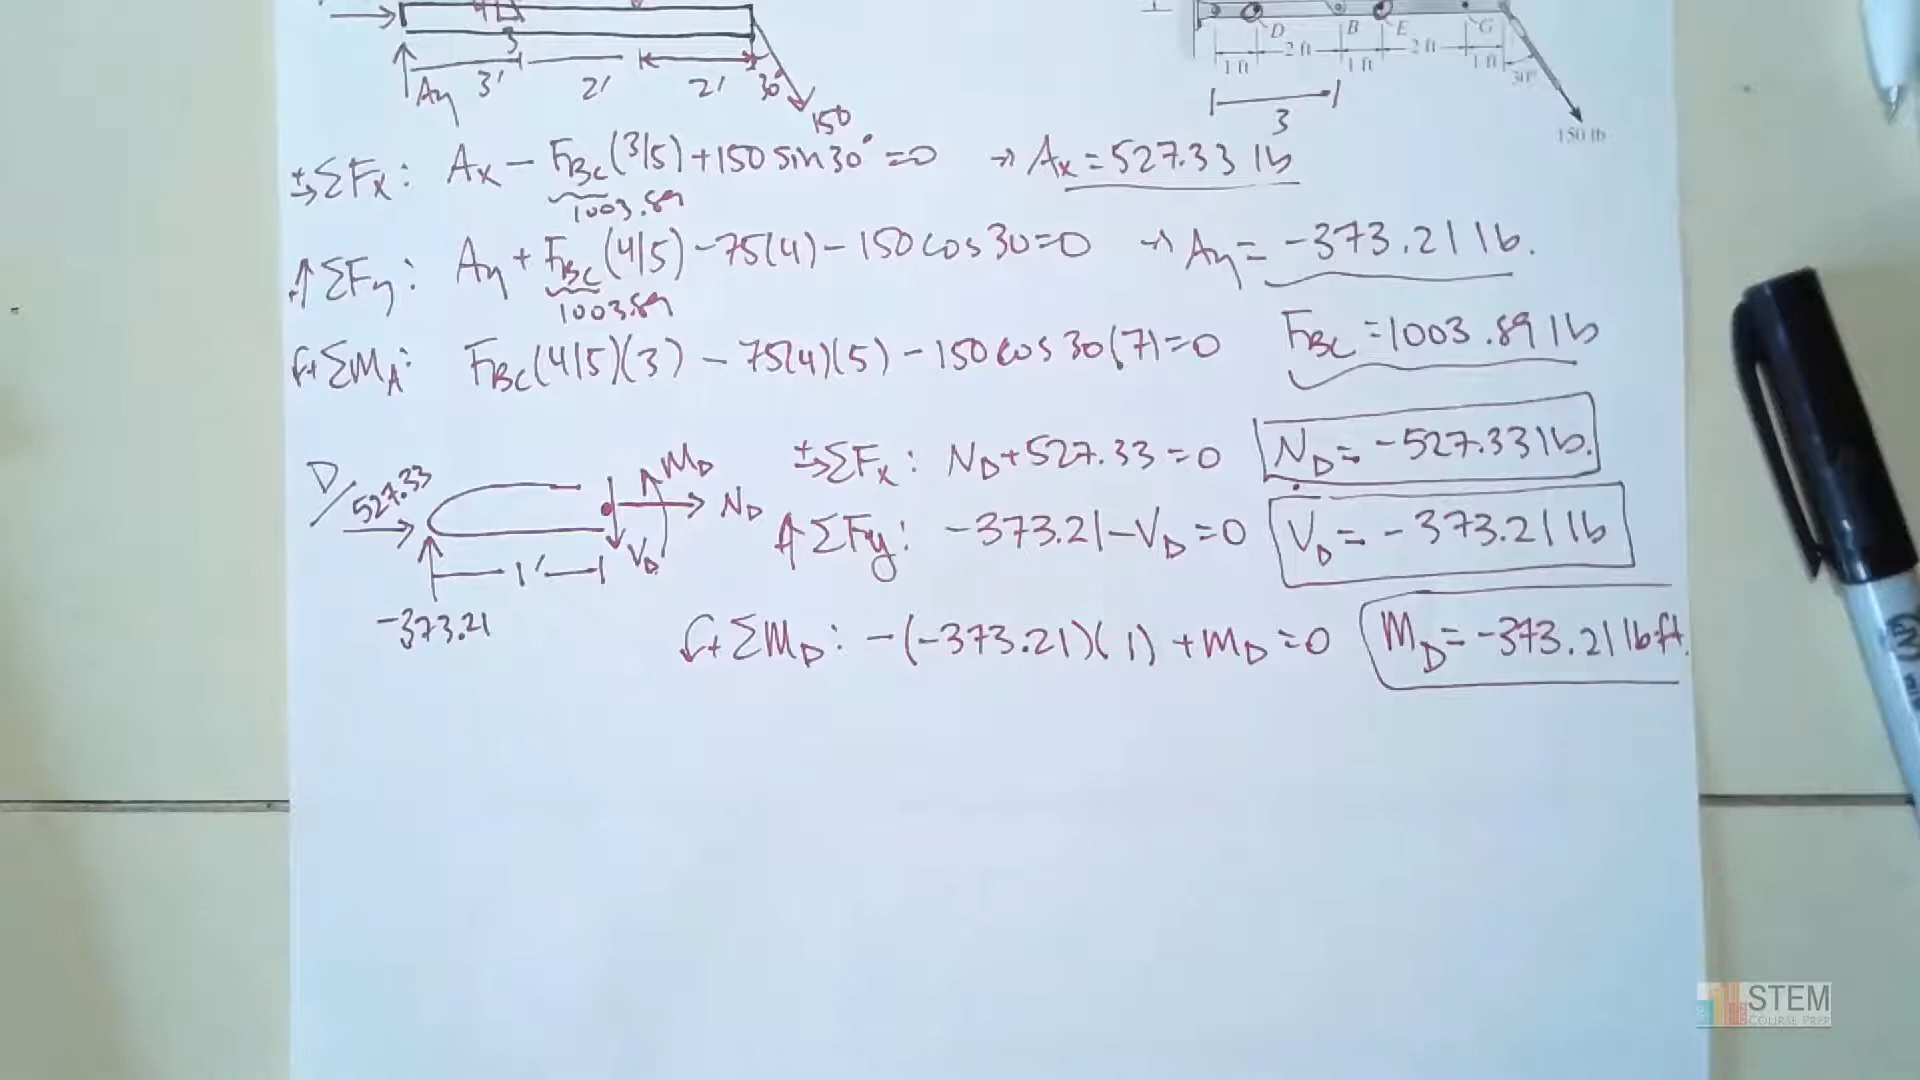 3
D B E G
1 ft 2 ft 1 ft 2 ft 1 ft
30°
150 lb
3
Ay 3' 2' 2' 30°
150
+→ΣFx: Ax − FBC(3/5) + 150 sin 30° = 0 → Ax = 527.33 lb
1003.89
+↑ΣFy: Ay + FBC(4/5) − 75(4) − 150 cos 30 = 0 → Ay = −373.21 lb.
1003.89
↶+ΣMA: FBC(4/5)(3) − 75(4)(5) − 150 cos 30(7) = 0 FBC = 1003.89 lb
D/ 527.33 MD ND VD
1'
−373.21
+→ΣFx: ND + 527.33 = 0 ND = −527.33 lb.
+↑ΣFy: −373.21 − VD = 0 VD = −373.21 lb
↶+ΣMD: −(−373.21)(1) + MD = 0 MD = −373.21 lb ft.
STEM
COURSE PREP